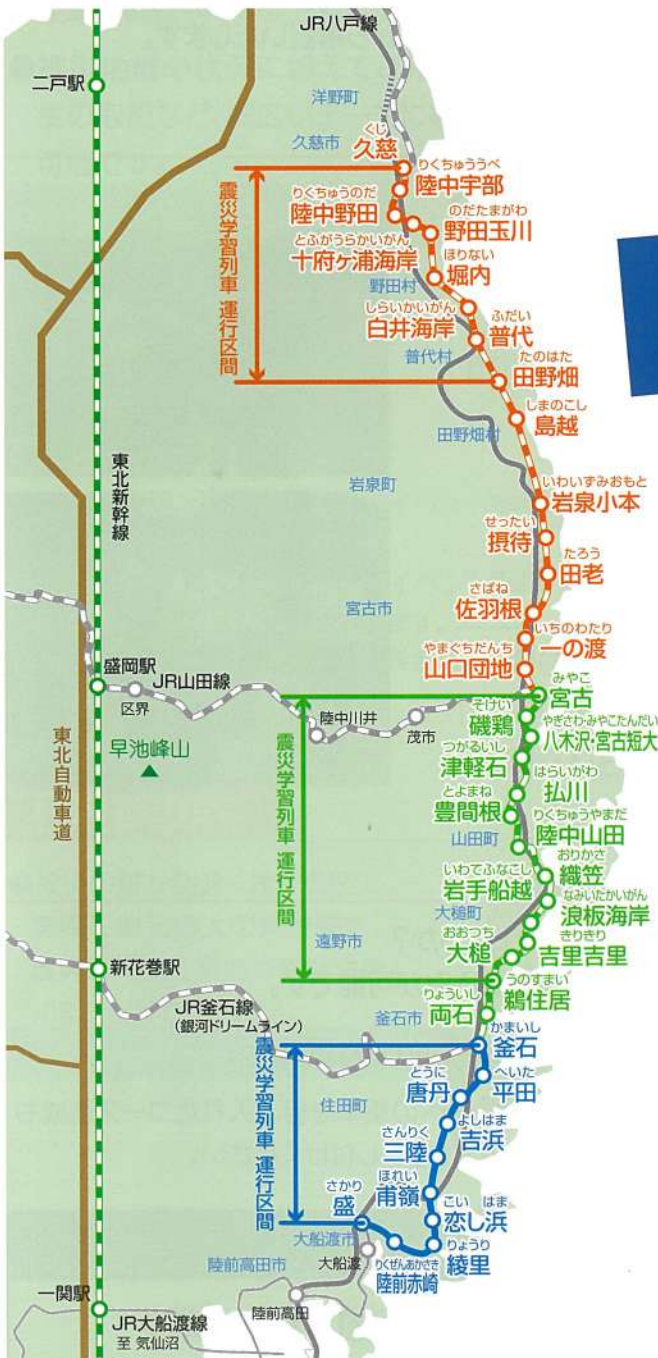 JR八戸線
二戸駅
洋野町
久慈市
くじ
久慈
りくちゅううべ
陸中宇部
りくちゅうのだ
陸中野田
のだたまがわ
野田玉川
とふがうらかいがん
十府ヶ浦海岸
ほりない
堀内
野田村
しらいかいがん
白井海岸
ふだい
普代
普代村
たのはた
田野畑
震災学習列車 運行区間
しまのこし
島越
田野畑村
東北新幹線
岩泉町
いわいずみおもと
岩泉小本
せったい
摂待
たろう
田老
宮古市
さばね
佐羽根
いちのわたり
一の渡
やまぐちだんち
山口団地
盛岡駅
JR山田線
区界
陸中川井
茂市
みやこ
宮古
そけい
磯鶏
やぎさわ・みやこたんだい
八木沢・宮古短大
東北自動車道
早池峰山
震災学習列車 運行区間
つがるいし
津軽石
はらいがわ
払川
とよまね
豊間根
りくちゅうやまだ
陸中山田
山田町
おりかさ
織笠
いわてふなこし
岩手船越
なみいたかいがん
浪板海岸
大槌町
おおつち
大槌
きりきり
吉里吉里
遠野市
新花巻駅
うのすまい
鵜住居
りょういし
両石
JR釜石線
(銀河ドリームライン)
釜石市
かまいし
釜石
へいた
平田
とうに
唐丹
住田町
よしはま
吉浜
さんりく
三陸
ほれい
甫嶺
震災学習列車 運行区間
さかり
盛
こい はま
恋し浜
大船渡市
りょうり
綾里
りくぜんあかさき
陸前赤崎
大船渡
陸前高田市
一関駅
陸前高田
JR大船渡線
至 気仙沼